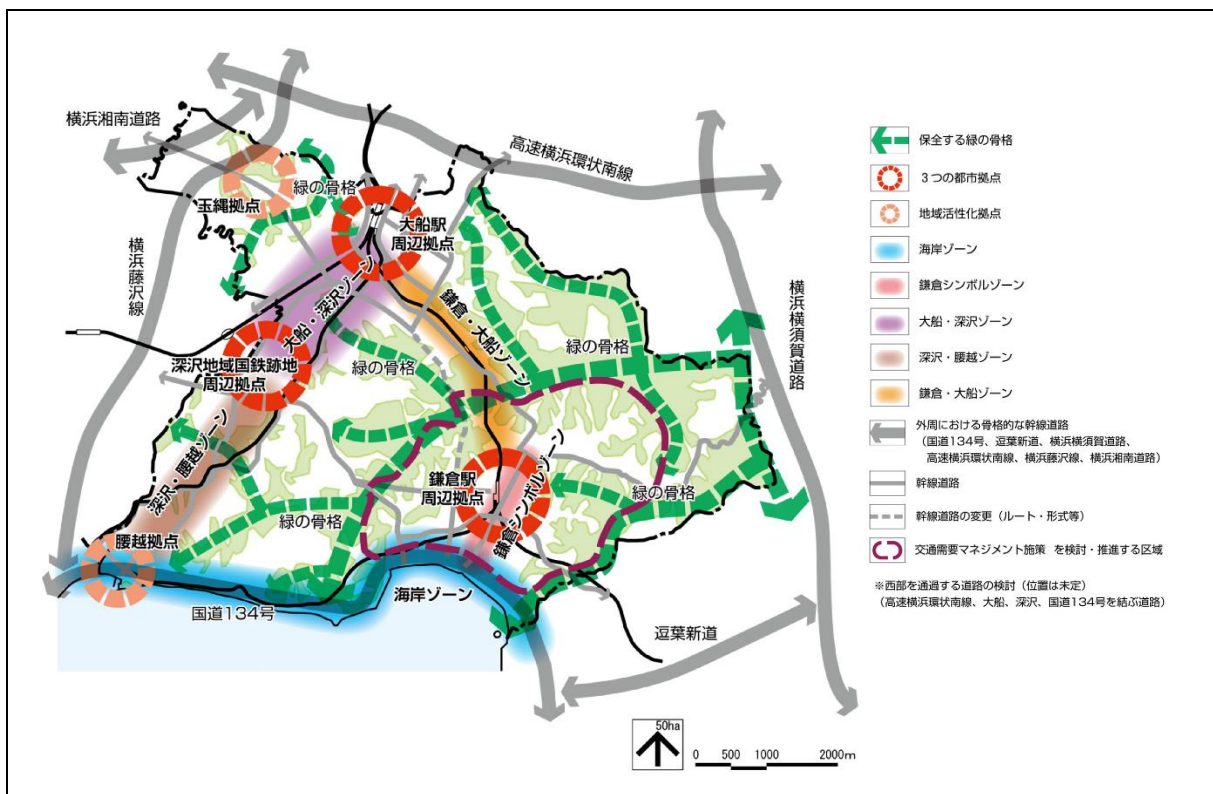 横浜湘南道路
高速横浜環状南線
緑の骨格
玉縄拠点
大船駅
周辺拠点
横浜藤沢線
大船・深沢ゾーン
鎌倉・大船ゾーン
横浜横須賀道路
緑の骨格
深沢地域国鉄跡地
周辺拠点
深沢・腰越ゾーン
鎌倉駅
周辺拠点
鎌倉シンボルゾーン
緑の骨格
緑の骨格
腰越拠点
海岸ゾーン
国道134号
逗葉新道
50ha
0 500 1000 2000m
保全する緑の骨格
3つの都市拠点
地域活性化拠点
海岸ゾーン
鎌倉シンボルゾーン
大船・深沢ゾーン
深沢・腰越ゾーン
鎌倉・大船ゾーン
外周における骨格的な幹線道路
(国道134号、逗葉新道、横浜横須賀道路、
高速横浜環状南線、横浜藤沢線、横浜湘南道路)
幹線道路
幹線道路の変更(ルート・形式等)
交通需要マネジメント施策 を検討・推進する区域
※西部を通過する道路の検討(位置は未定)
(高速横浜環状南線、大船、深沢、国道134号を結ぶ道路)